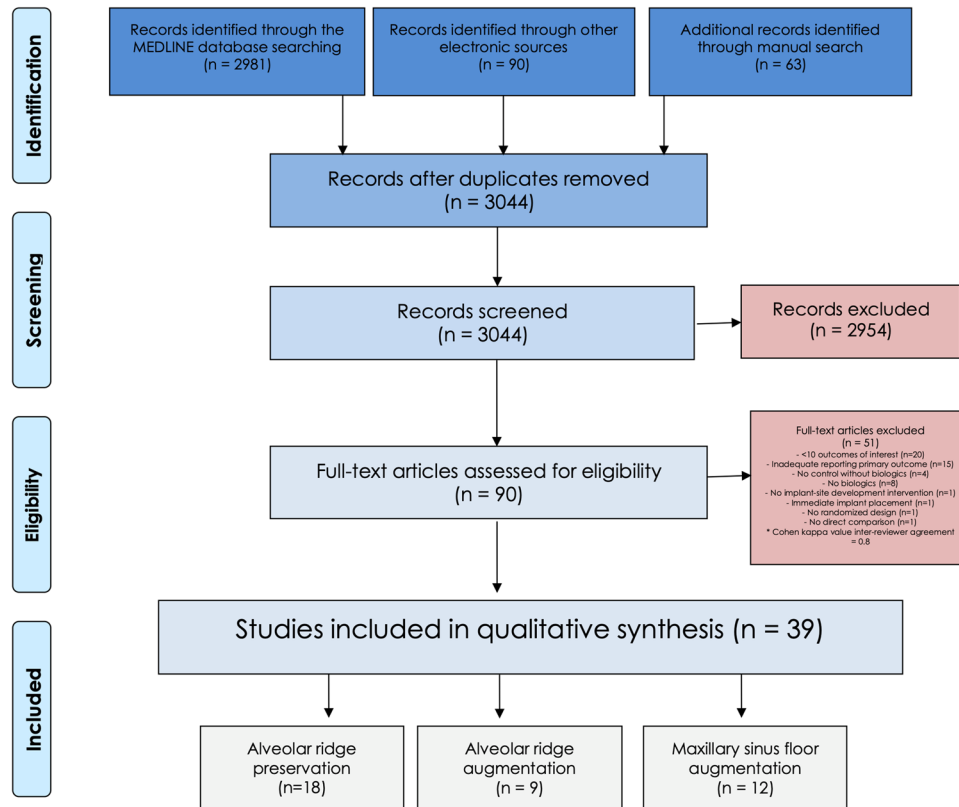 Identification
Records identified through the
MEDLINE database searching
(n = 2981)
Records identified through other
electronic sources
(n = 90)
Additional records identified
through manual search
(n = 63)
Records after duplicates removed
(n = 3044)
Screening
Records screened
(n = 3044)
Records excluded
(n = 2954)
Eligibility
Full-text articles assessed for eligibility
(n = 90)
Full-text articles excluded
(n = 51)
- <10 outcomes of interest (n=20)
- Inadequate reporting primary outcome (n=15)
- No control without biologics (n=4)
- No biologics (n=8)
- No implant-site development intervention (n=1)
- Immediate implant placement (n=1)
- No randomized design (n=1)
- No direct comparison (n=1)
* Cohen kappa value inter-reviewer agreement
= 0.8
Included
Studies included in qualitative synthesis (n = 39)
Alveolar ridge
preservation
(n=18)
Alveolar ridge
augmentation
(n = 9)
Maxillary sinus floor
augmentation
(n = 12)